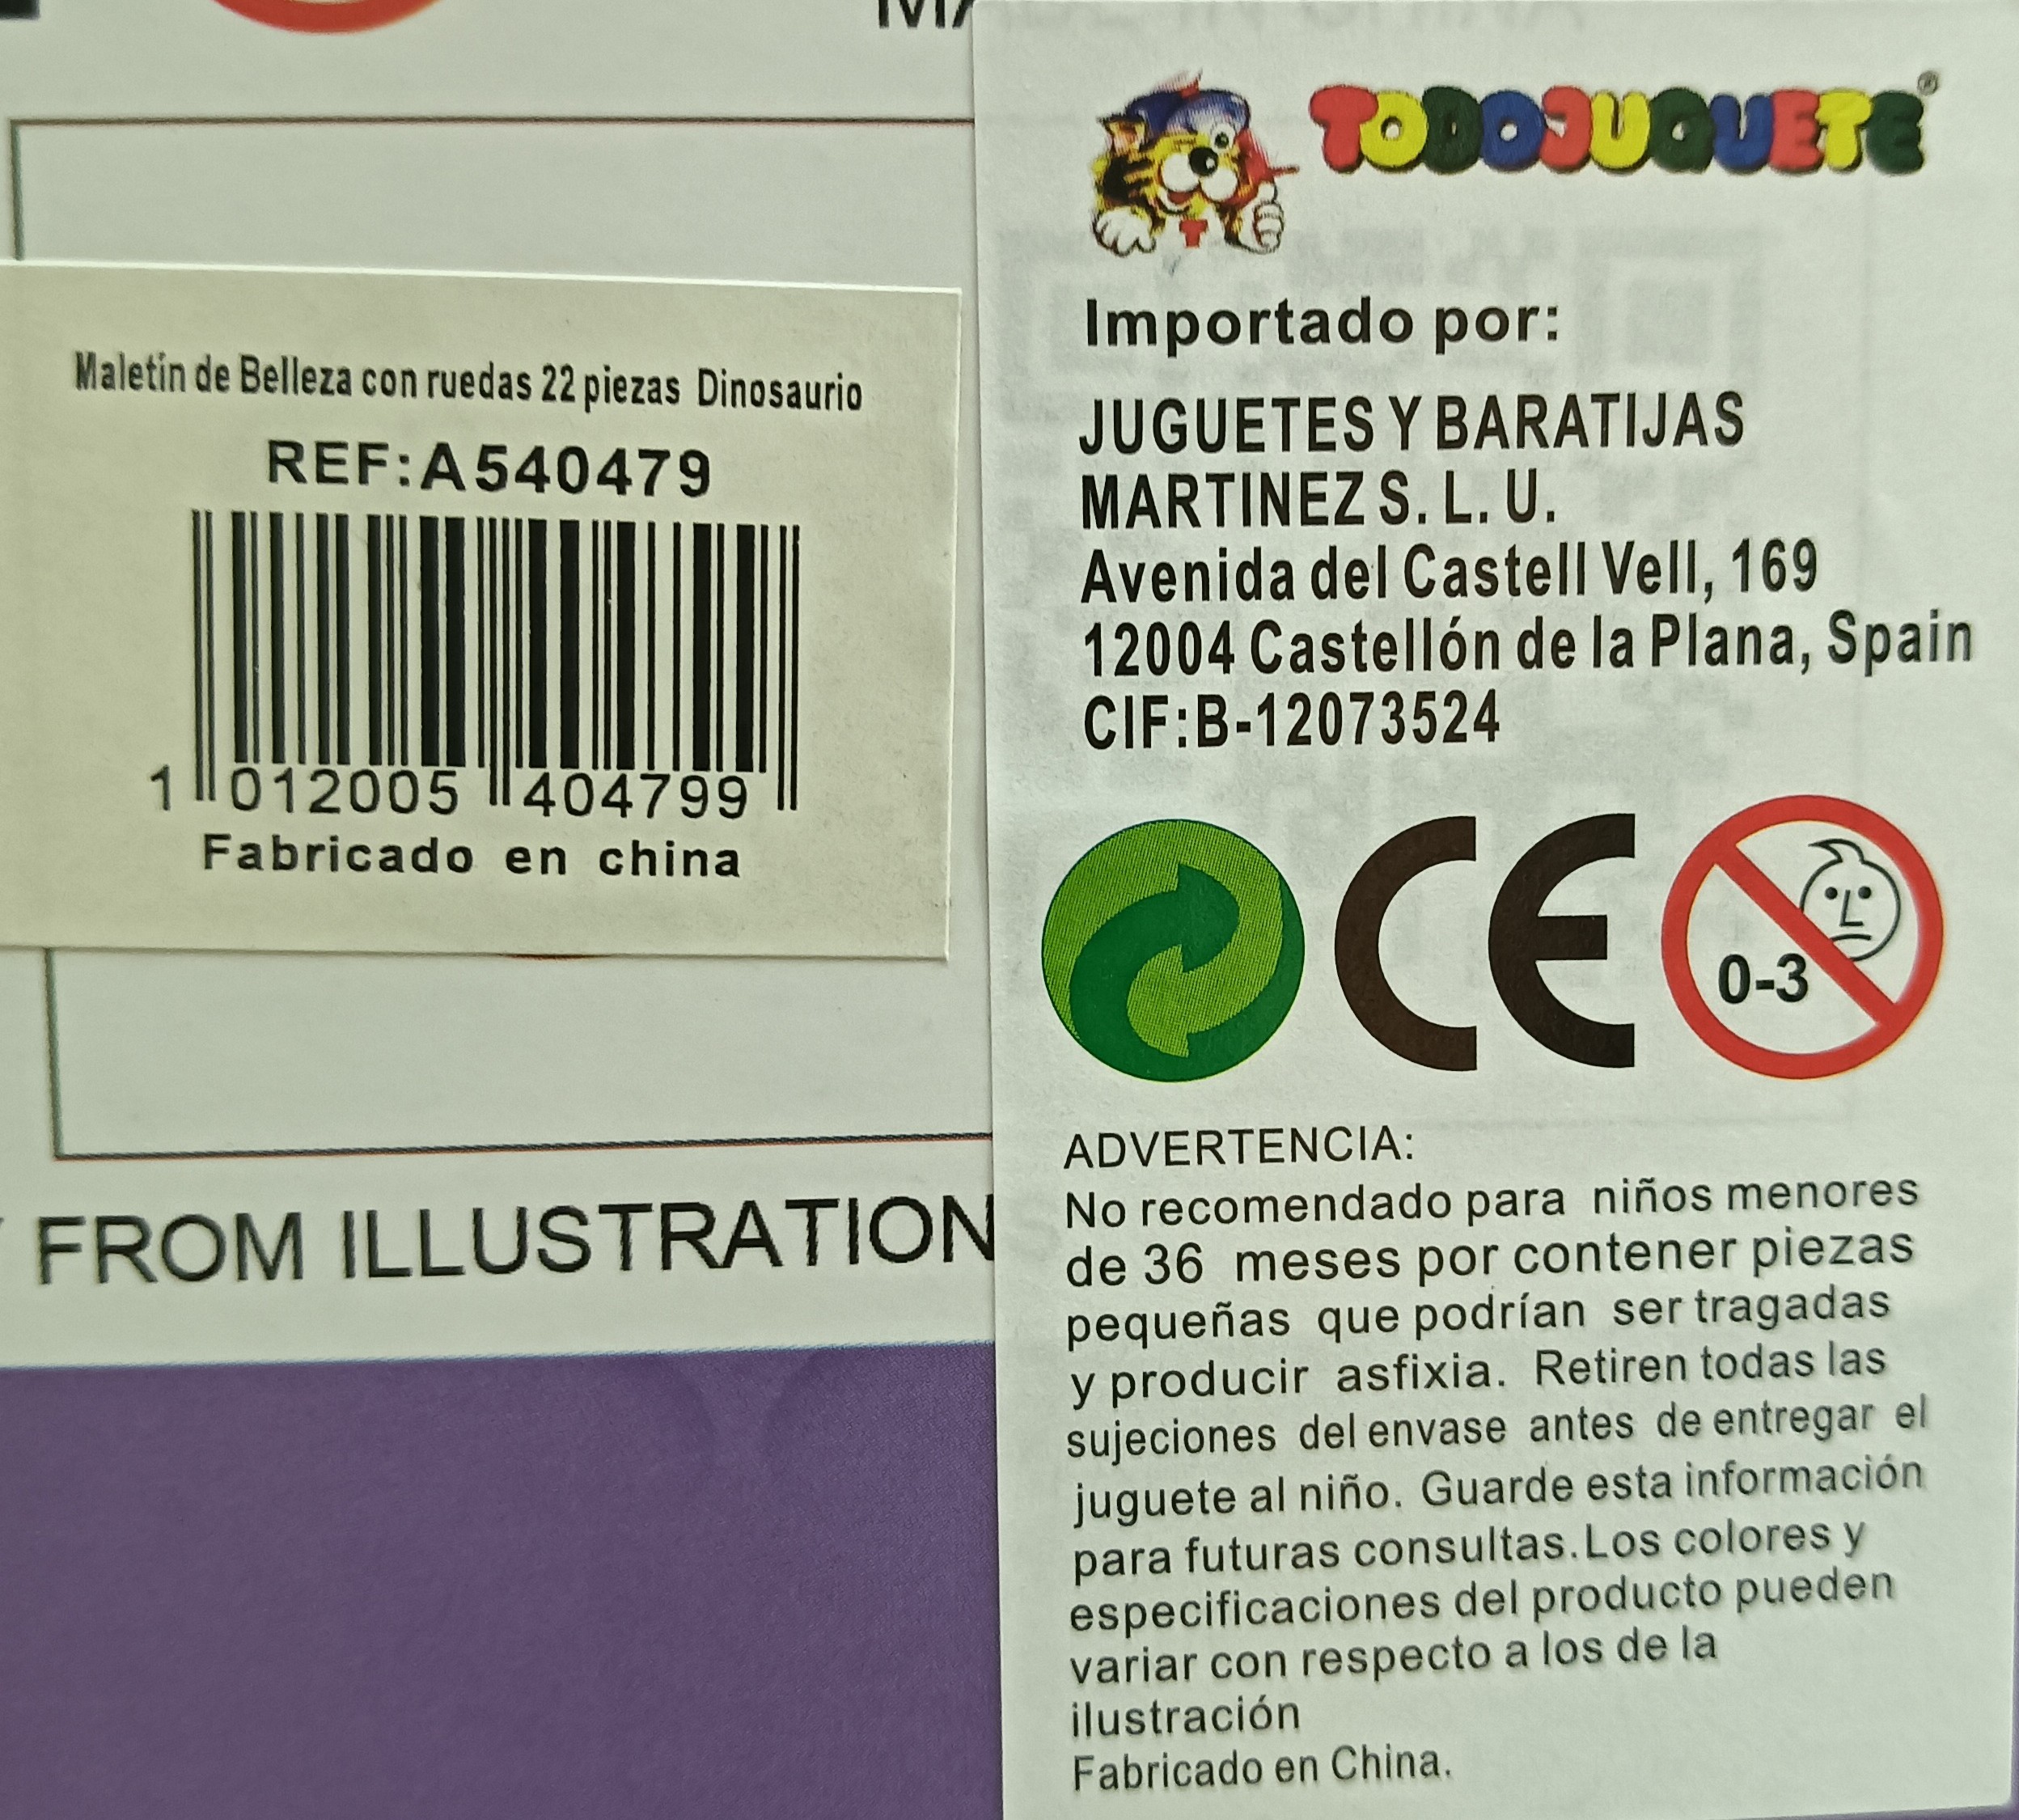 Maletín de Belleza con ruedas 22 piezas Dinosaurio
REF:A540479
1 012005 404799
Fabricado en china
FROM ILLUSTRATION
TODOJUGUETE®
T
Importado por:
JUGUETES Y BARATIJAS
MARTINEZ S. L. U.
Avenida del Castell Vell, 169
12004 Castellón de la Plana, Spain
CIF:B-12073524
CE
0-3
ADVERTENCIA:
No recomendado para niños menores
de 36 meses por contener piezas
pequeñas que podrían ser tragadas
y producir asfixia. Retiren todas las
sujeciones del envase antes de entregar el
juguete al niño. Guarde esta información
para futuras consultas.Los colores y
especificaciones del producto pueden
variar con respecto a los de la
ilustración
Fabricado en China.